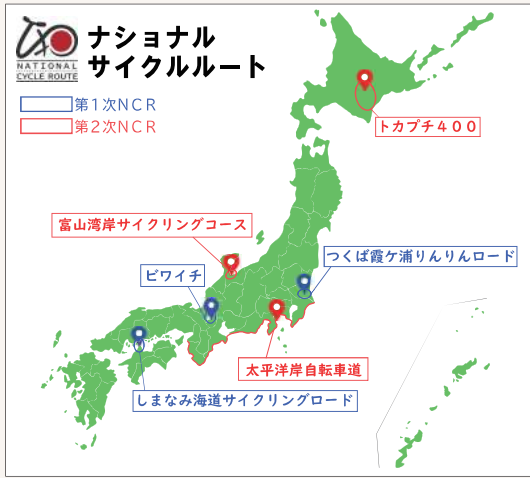 ナショナル
サイクルルート
NATIONAL
CYCLE ROUTE
第1次NCR
第2次NCR
トカプチ400
富山湾岸サイクリングコース
つくば霞ケ浦りんりんロード
ビワイチ
太平洋岸自転車道
しまなみ海道サイクリングロード